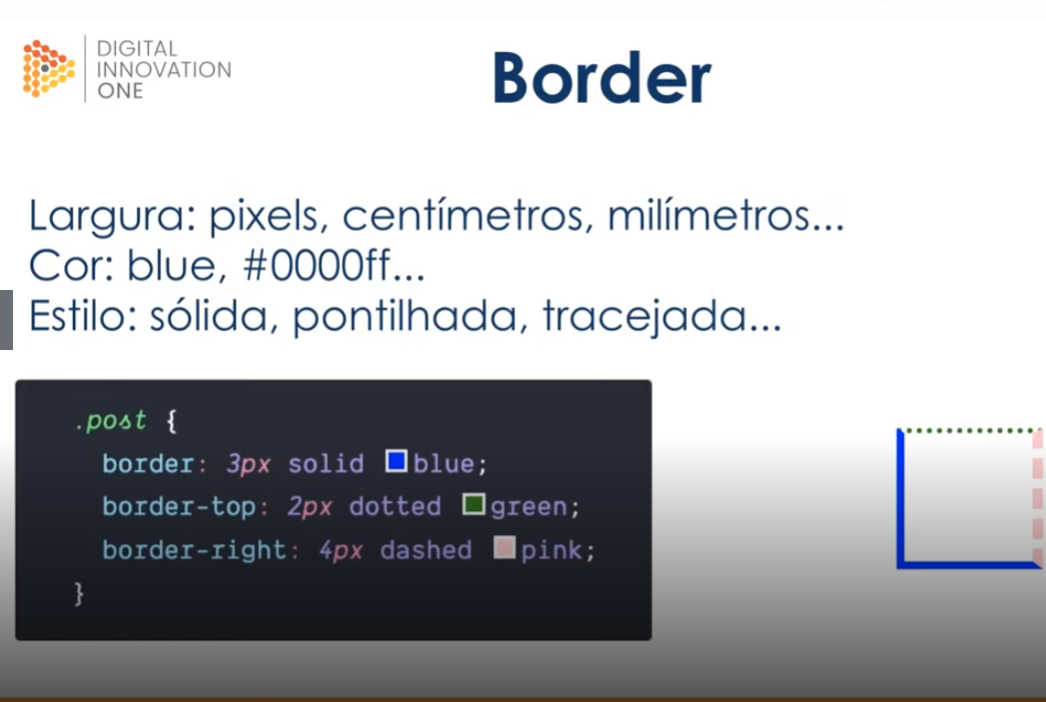 DIGITAL
INNOVATION
ONE
Border
Largura: pixels, centímetros, milímetros...
Cor: blue, #0000ff...
Estilo: sólida, pontilhada, tracejada...
.post {
border: 3px solid blue;
border-top: 2px dotted green;
border-right: 4px dashed pink;
}